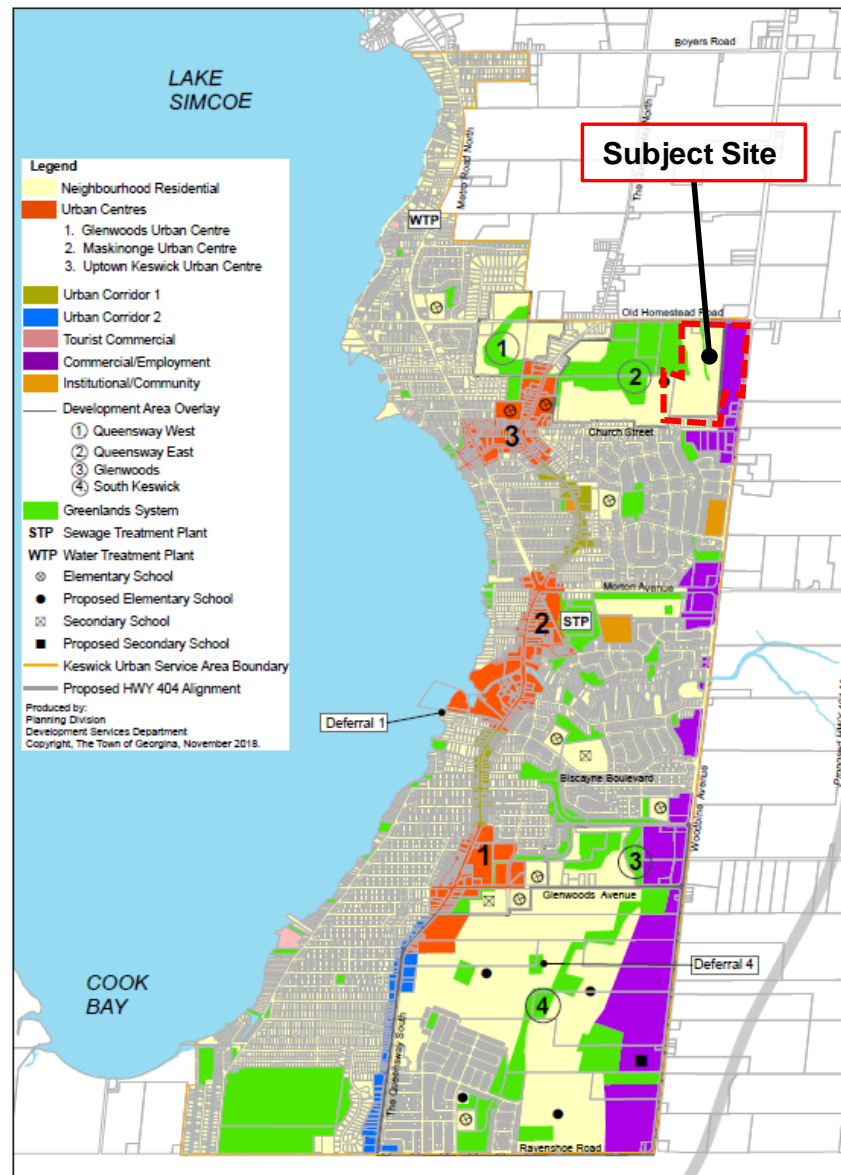 LAKE
SIMCOE
Boyers Road
Metro Road North
Subject Site
Legend
Neighbourhood Residential
Urban Centres
1. Glenwoods Urban Centre
2. Maskinonge Urban Centre
3. Uptown Keswick Urban Centre
Urban Corridor 1
Urban Corridor 2
Tourist Commercial
Commercial/Employment
Institutional/Community
Development Area Overlay
1 Queensway West
2 Queensway East
3 Glenwoods
4 South Keswick
Greenlands System
STP Sewage Treatment Plant
WTP Water Treatment Plant
Elementary School
Proposed Elementary School
Secondary School
Proposed Secondary School
Keswick Urban Service Area Boundary
Proposed HWY 404 Alignment
Produced by:
Planning Division
Development Services Department
Copyright, The Town of Georgina, November 2018.
WTP
Old Homestead Road
1
2
3
Church Street
Morton Avenue
2
STP
Deferral 1
Biscayne Boulevard
Woodbine Avenue
1
3
Glenwoods Avenue
Deferral 4
4
COOK
BAY
The Queensway South
Ravenshoe Road